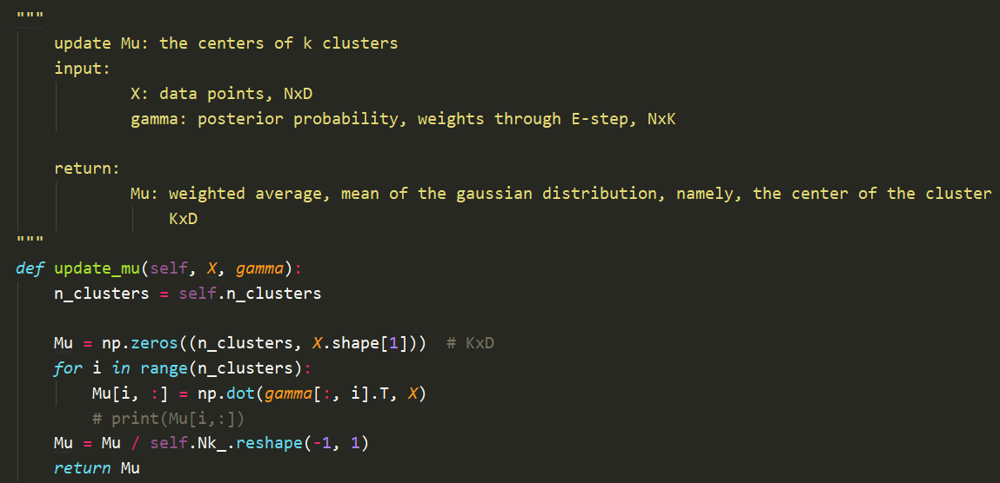 """
    update Mu: the centers of k clusters
    input:
            X: data points, NxD
            gamma: posterior probability, weights through E-step, NxK

    return:
            Mu: weighted average, mean of the gaussian distribution, namely, the center of the cluster
                KxD
"""
def update_mu(self, X, gamma):
    n_clusters = self.n_clusters

    Mu = np.zeros((n_clusters, X.shape[1]))  # KxD
    for i in range(n_clusters):
        Mu[i, :] = np.dot(gamma[:, i].T, X)
        # print(Mu[i,:])
    Mu = Mu / self.Nk_.reshape(-1, 1)
    return Mu